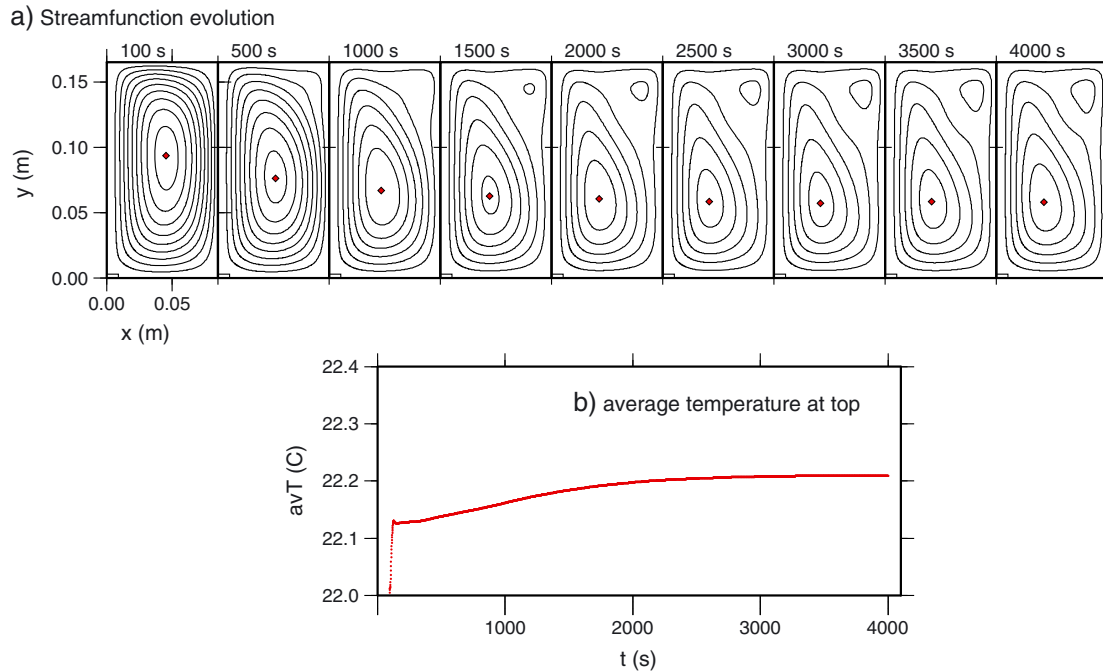 a) Streamfunction evolution
100 s 500 s 1000 s 1500 s 2000 s 2500 s 3000 s 3500 s 4000 s
0.15
0.10
0.05
0.00
y (m)
0.00 0.05
x (m)
b) average temperature at top
22.4
22.3
22.2
22.1
22.0
avT (C)
1000 2000 3000 4000
t (s)